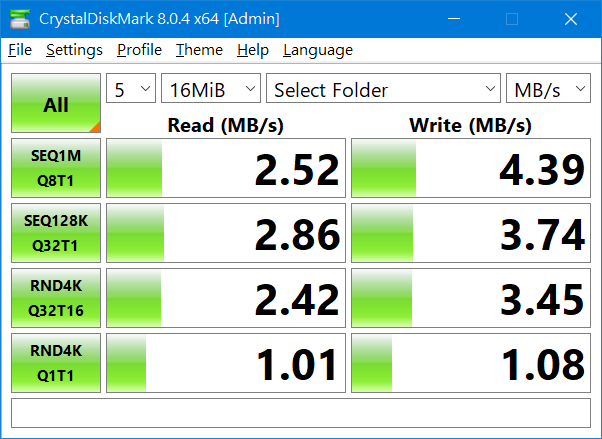 CrystalDiskMark 8.0.4 x64 [Admin]
File Settings Profile Theme Help Language
All 5 16MiB Select Folder MB/s
Read (MB/s) Write (MB/s)
SEQ1M
Q8T1 2.52 4.39
SEQ128K
Q32T1 2.86 3.74
RND4K
Q32T16 2.42 3.45
RND4K
Q1T1 1.01 1.08